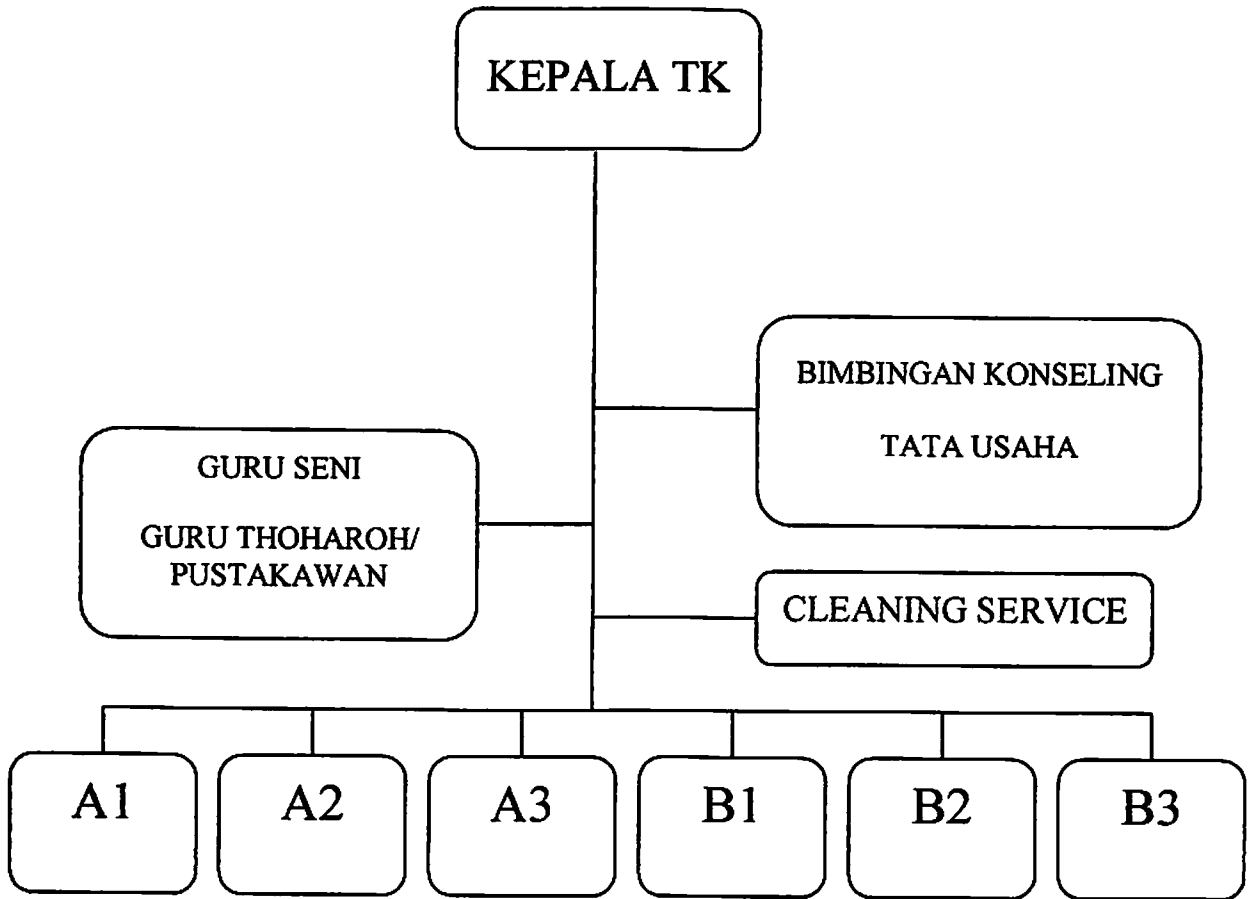 KEPALA TK
BIMBINGAN KONSELING
TATA USAHA
GURU SENI
GURU THOHAROH/
PUSTAKAWAN
CLEANING SERVICE
A1
A2
A3
B1
B2
B3